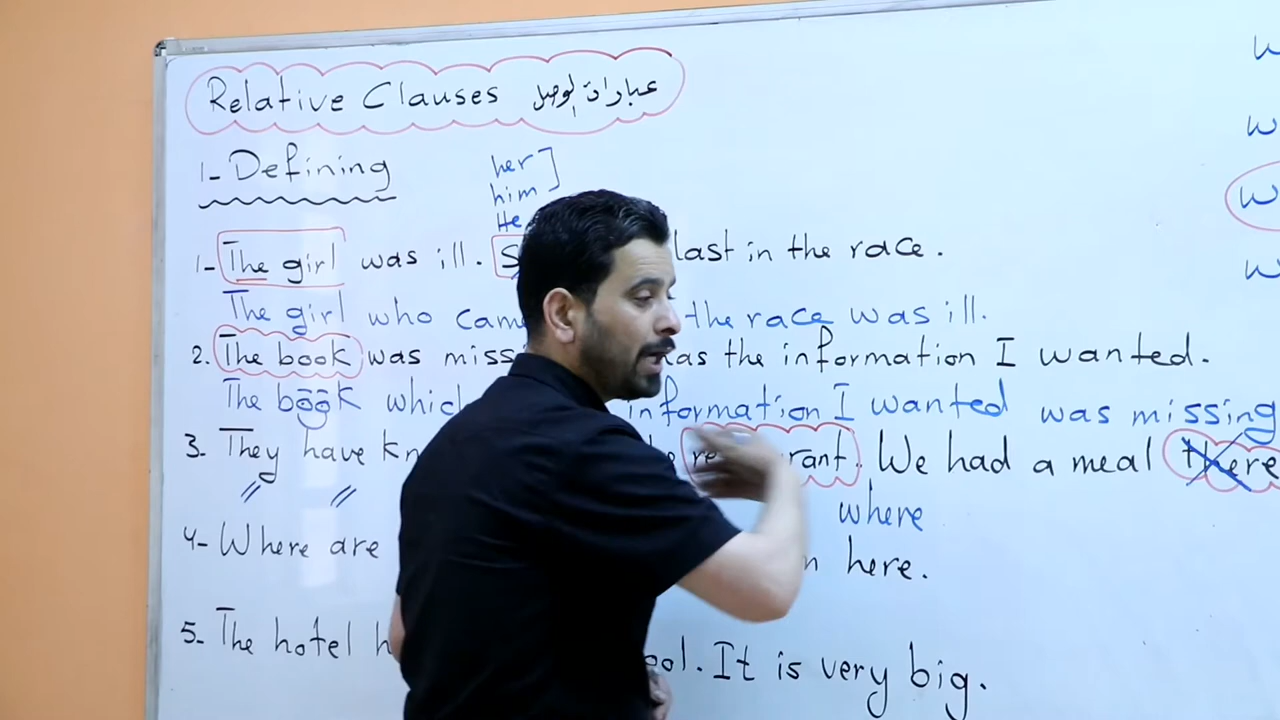 Relative Clauses عبارات الوصل
1- Defining
her
him
He
1- The girl was ill. S last in the race.
The girl who came the race was ill.
2. The book was missi as the information I wanted.
The book which information I wanted was missing
3. They have kn re rant. We had a meal there
where
4- Where are n here.
5- The hotel h ool. It is very big.